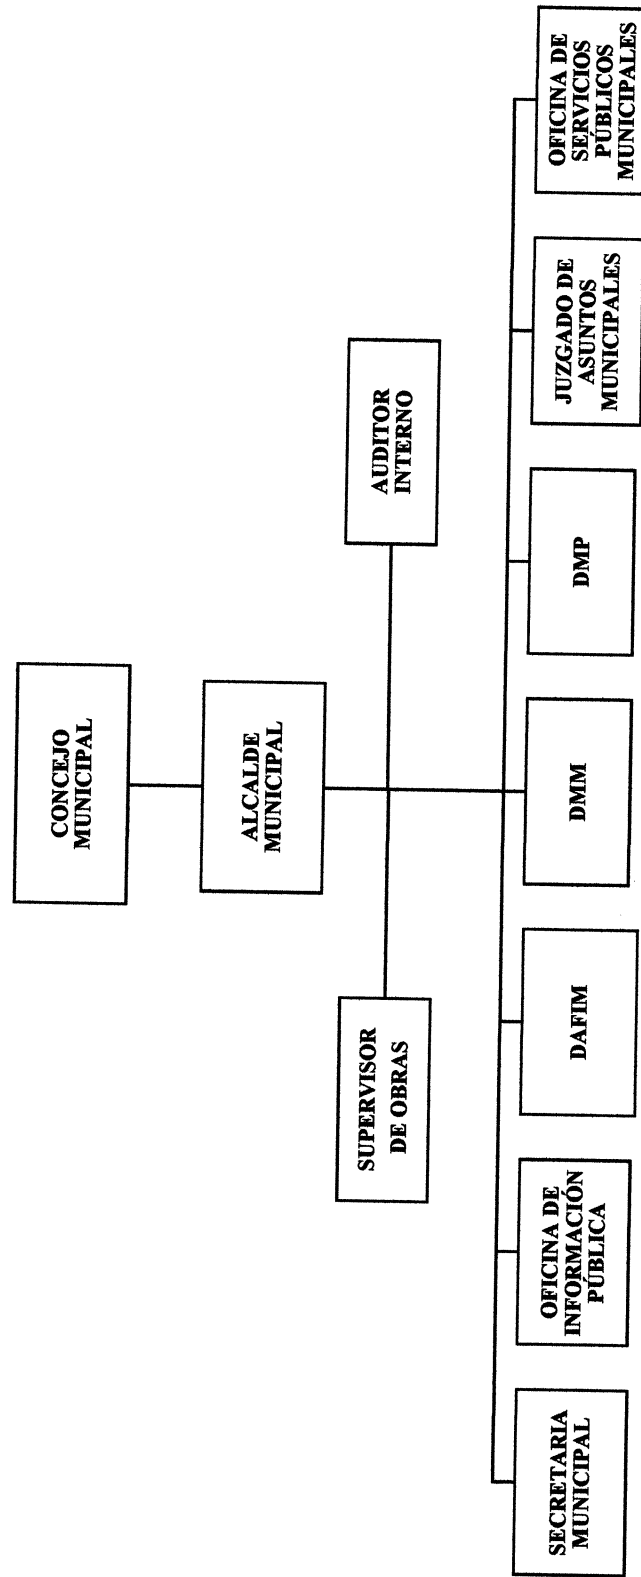 CONCEJO
MUNICIPAL
ALCALDE
MUNICIPAL
SUPERVISOR
DE OBRAS
AUDITOR
INTERNO
SECRETARIA
MUNICIPAL
OFICINA DE
INFORMACIÓN
PÚBLICA
DAFIM
DMM
DMP
JUZGADO DE
ASUNTOS
MUNICIPALES
OFICINA DE
SERVICIOS
PÚBLICOS
MUNICIPALES